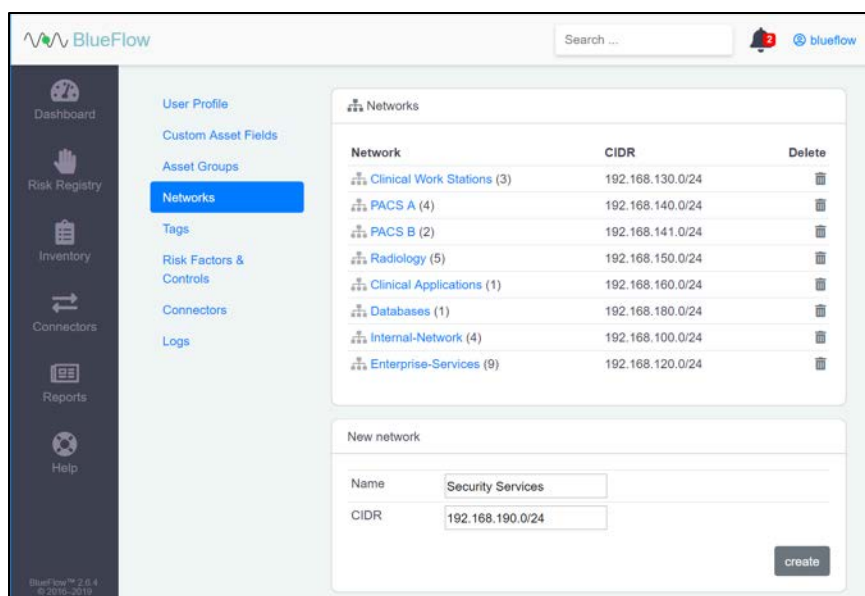 BlueFlow
Search ...
2
blueflow
Dashboard
Risk Registry
Inventory
Connectors
Reports
Help
BlueFlow™ 2.6.4
© 2016–2019
User Profile
Custom Asset Fields
Asset Groups
Networks
Tags
Risk Factors &
Controls
Connectors
Logs
Networks
Network CIDR Delete
Clinical Work Stations (3) 192.168.130.0/24
PACS A (4) 192.168.140.0/24
PACS B (2) 192.168.141.0/24
Radiology (5) 192.168.150.0/24
Clinical Applications (1) 192.168.160.0/24
Databases (1) 192.168.180.0/24
Internal-Network (4) 192.168.100.0/24
Enterprise-Services (9) 192.168.120.0/24
New network
Name Security Services
CIDR 192.168.190.0/24
create